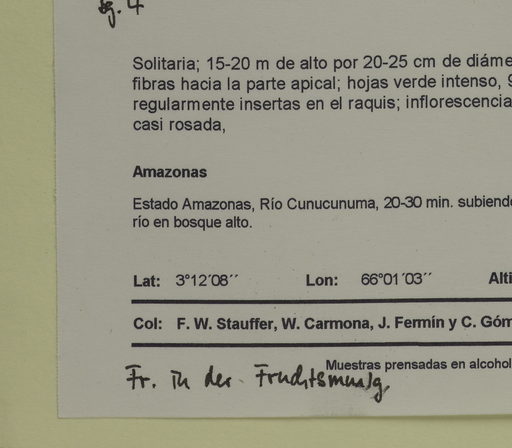 Solitaria; 15-20 m de alto por 20-25 cm de diáme
fibras hacia la parte apical; hojas verde intenso, 9
regularmente insertas en el raquis; inflorescencia
casi rosada,
Amazonas
Estado Amazonas, Río Cunucunuma, 20-30 min. subiend
río en bosque alto.
Lat: 3°12'08´´ Lon: 66°01´03´´ Alti
Col: F. W. Stauffer, W. Carmona, J. Fermín y C. Góm
Muestras prensadas en alcohol
Fr. in der